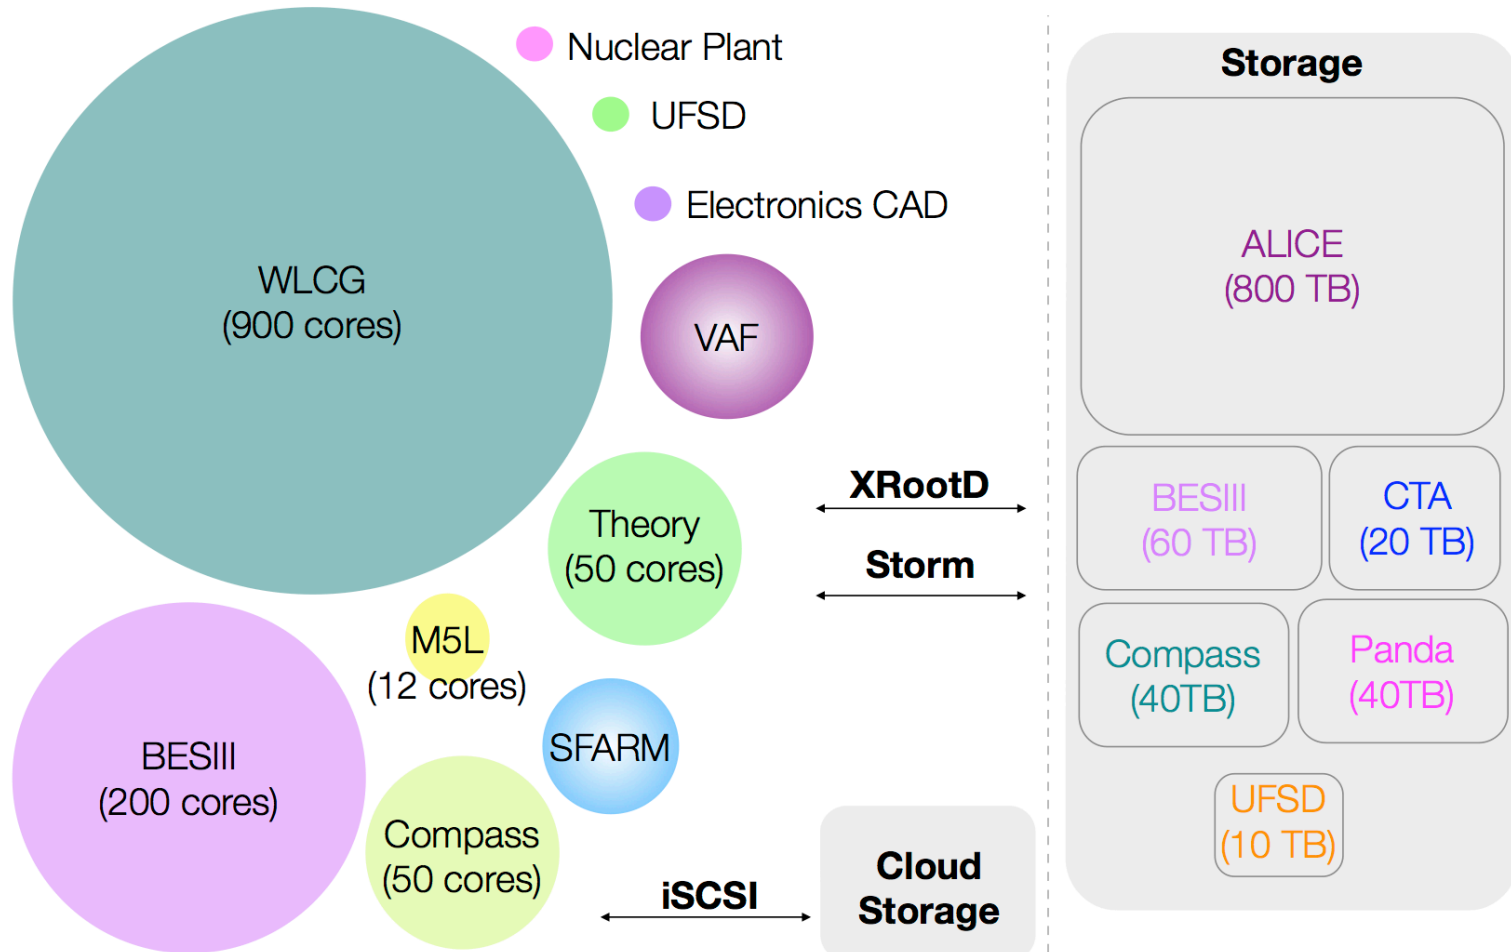 Nuclear Plant
UFSD
Electronics CAD
WLCG
(900 cores)
VAF
Theory
(50 cores)
M5L
(12 cores)
SFARM
BESIII
(200 cores)
Compass
(50 cores)
XRootD
Storm
iSCSI
Cloud
Storage
Storage
ALICE
(800 TB)
BESIII
(60 TB)
CTA
(20 TB)
Compass
(40TB)
Panda
(40TB)
UFSD
(10 TB)